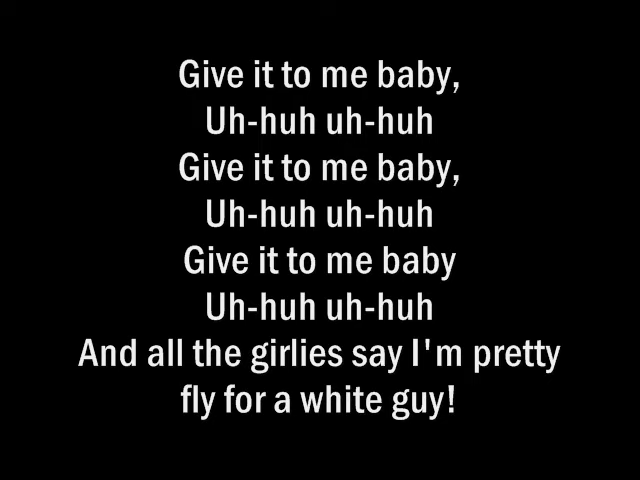 Give it to me baby,
Uh-huh uh-huh
Give it to me baby,
Uh-huh uh-huh
Give it to me baby
Uh-huh uh-huh
And all the girlies say I'm pretty
fly for a white guy!